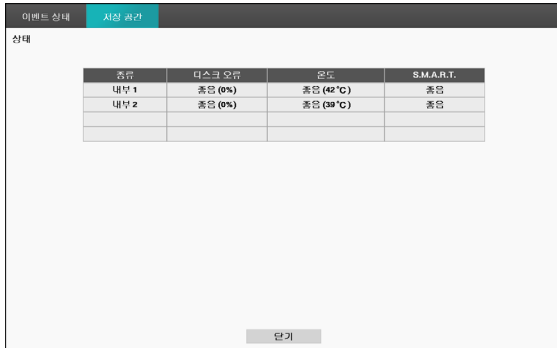 이벤트 상태 저장 공간
상태
종류 디스크 오류 온도 S.M.A.R.T.
내부 1 좋음 (0%) 좋음 (42°C) 좋음
내부 2 좋음 (0%) 좋음 (39°C) 좋음
닫기